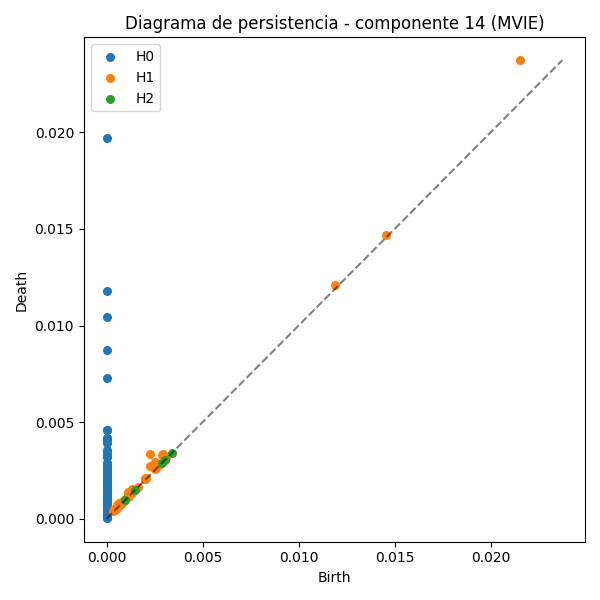 Diagrama de persistencia - componente 14 (MVIE)
H0
H1
H2
0.020
0.015
0.010
0.005
0.000
Death
0.000 0.005 0.010 0.015 0.020
Birth